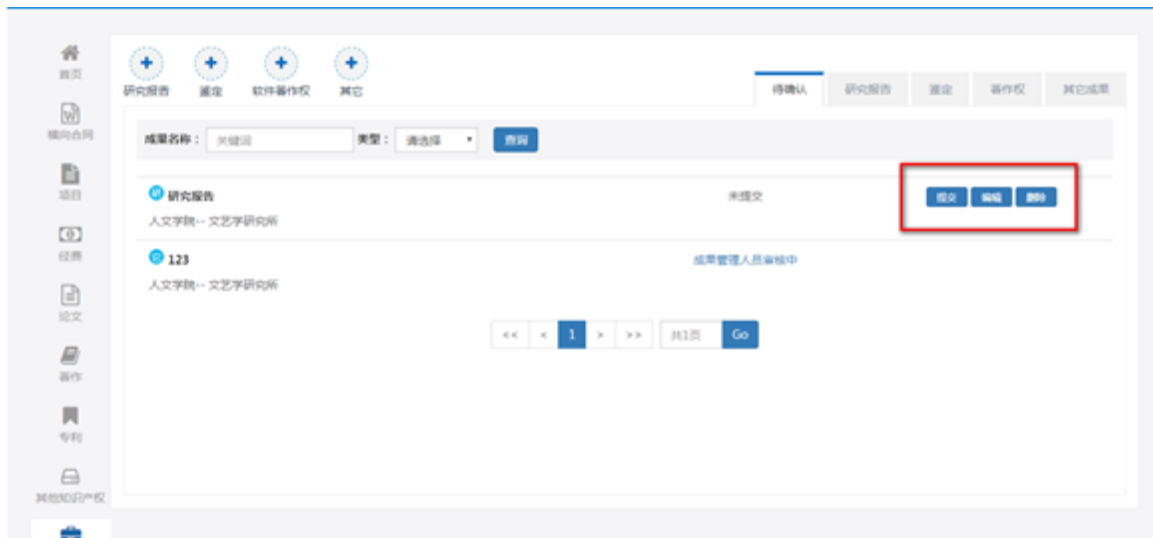 首页
横向合同
项目
经费
论文
著作
专利
其他知识产权
研究报告 鉴定 软件著作权 其它
待确认 研究报告 鉴定 著作权 其它成果
成果名称： 关键词 类型： 请选择 查询
研 研究报告 未提交 提交 编辑 删除
人文学院-- 文艺学研究所
123 成果管理人员审核中
人文学院-- 文艺学研究所
<< < 1 > >> 共1页 Go